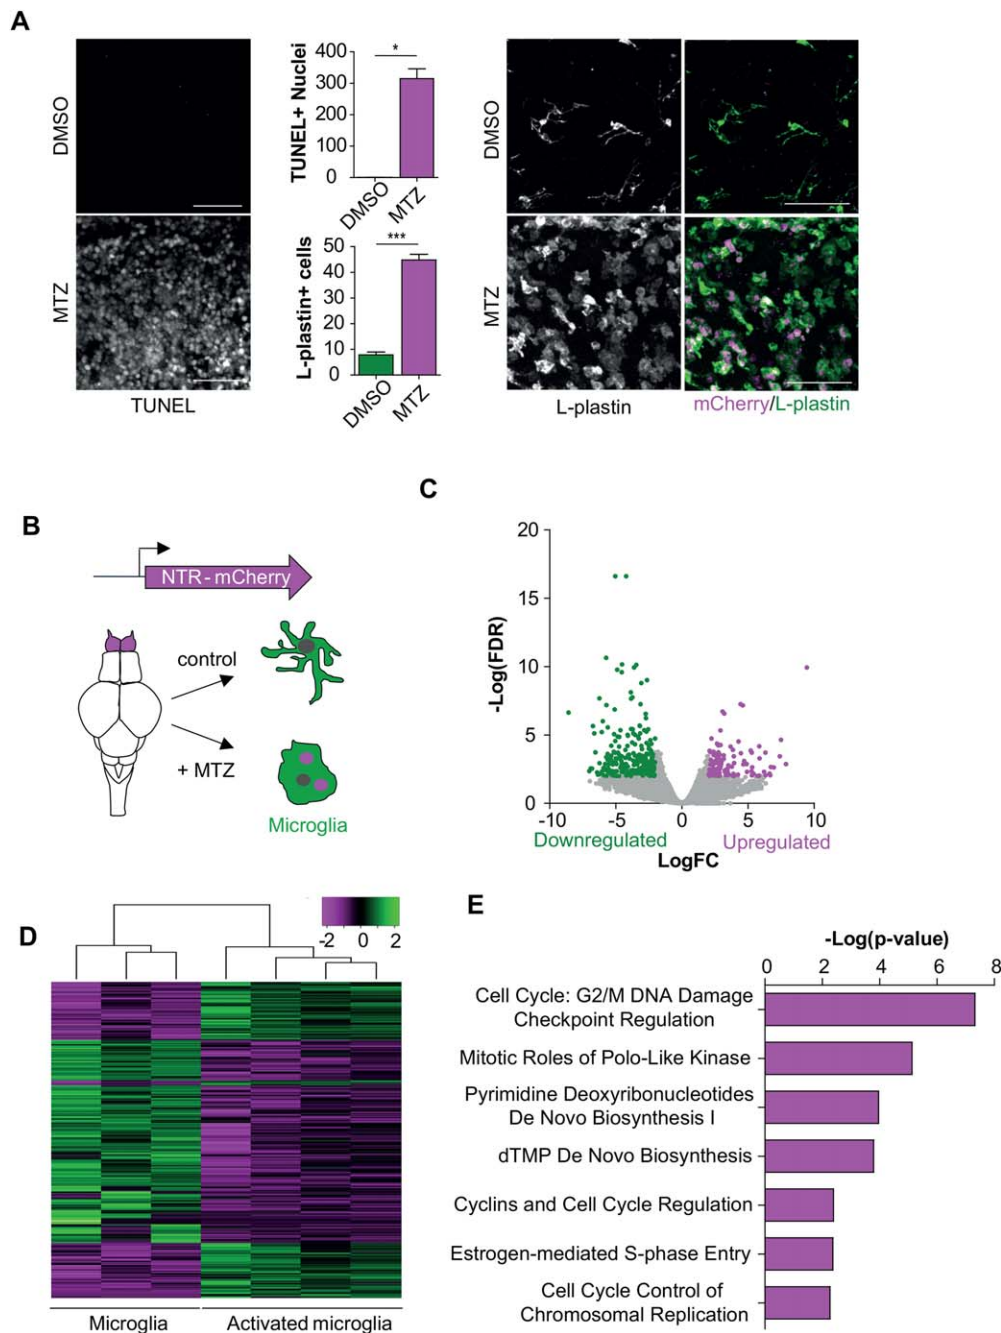 A
DMSO
MTZ
TUNEL
TUNEL+ Nuclei
400
300
200
100
0
*
DMSO
MTZ
L-plastin+ cells
50
40
30
20
10
0
***
DMSO
MTZ
DMSO
MTZ
L-plastin
mCherry/L-plastin
B
NTR-mCherry
control
+ MTZ
Microglia
C
-Log(FDR)
20
15
10
5
0
-10
-5
0
5
10
Downregulated
Upregulated
LogFC
D
-2
0
2
Microglia
Activated microglia
E
-Log(p-value)
0
2
4
6
8
Cell Cycle: G2/M DNA Damage
Checkpoint Regulation
Mitotic Roles of Polo-Like Kinase
Pyrimidine Deoxyribonucleotides
De Novo Biosynthesis I
dTMP De Novo Biosynthesis
Cyclins and Cell Cycle Regulation
Estrogen-mediated S-phase Entry
Cell Cycle Control of
Chromosomal Replication